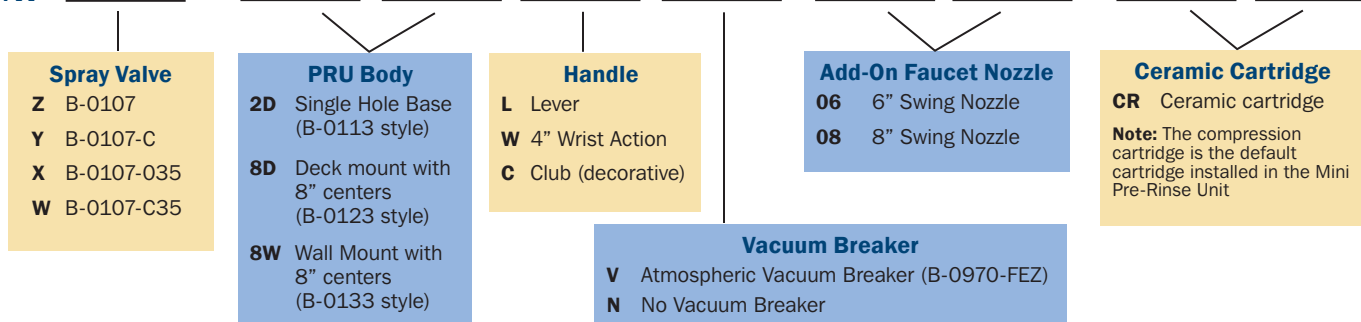 Spray Valve
Z B-0107
Y B-0107-C
X B-0107-035
W B-0107-C35
PRU Body
2D Single Hole Base
(B-0113 style)
8D Deck mount with
8” centers
(B-0123 style)
8W Wall Mount with
8” centers
(B-0133 style)
Handle
L Lever
W 4” Wrist Action
C Club (decorative)
Vacuum Breaker
V Atmospheric Vacuum Breaker (B-0970-FEZ)
N No Vacuum Breaker
Add-On Faucet Nozzle
06 6” Swing Nozzle
08 8” Swing Nozzle
Ceramic Cartridge
CR Ceramic cartridge
Note: The compression
cartridge is the default
cartridge installed in the Mini
Pre-Rinse Unit